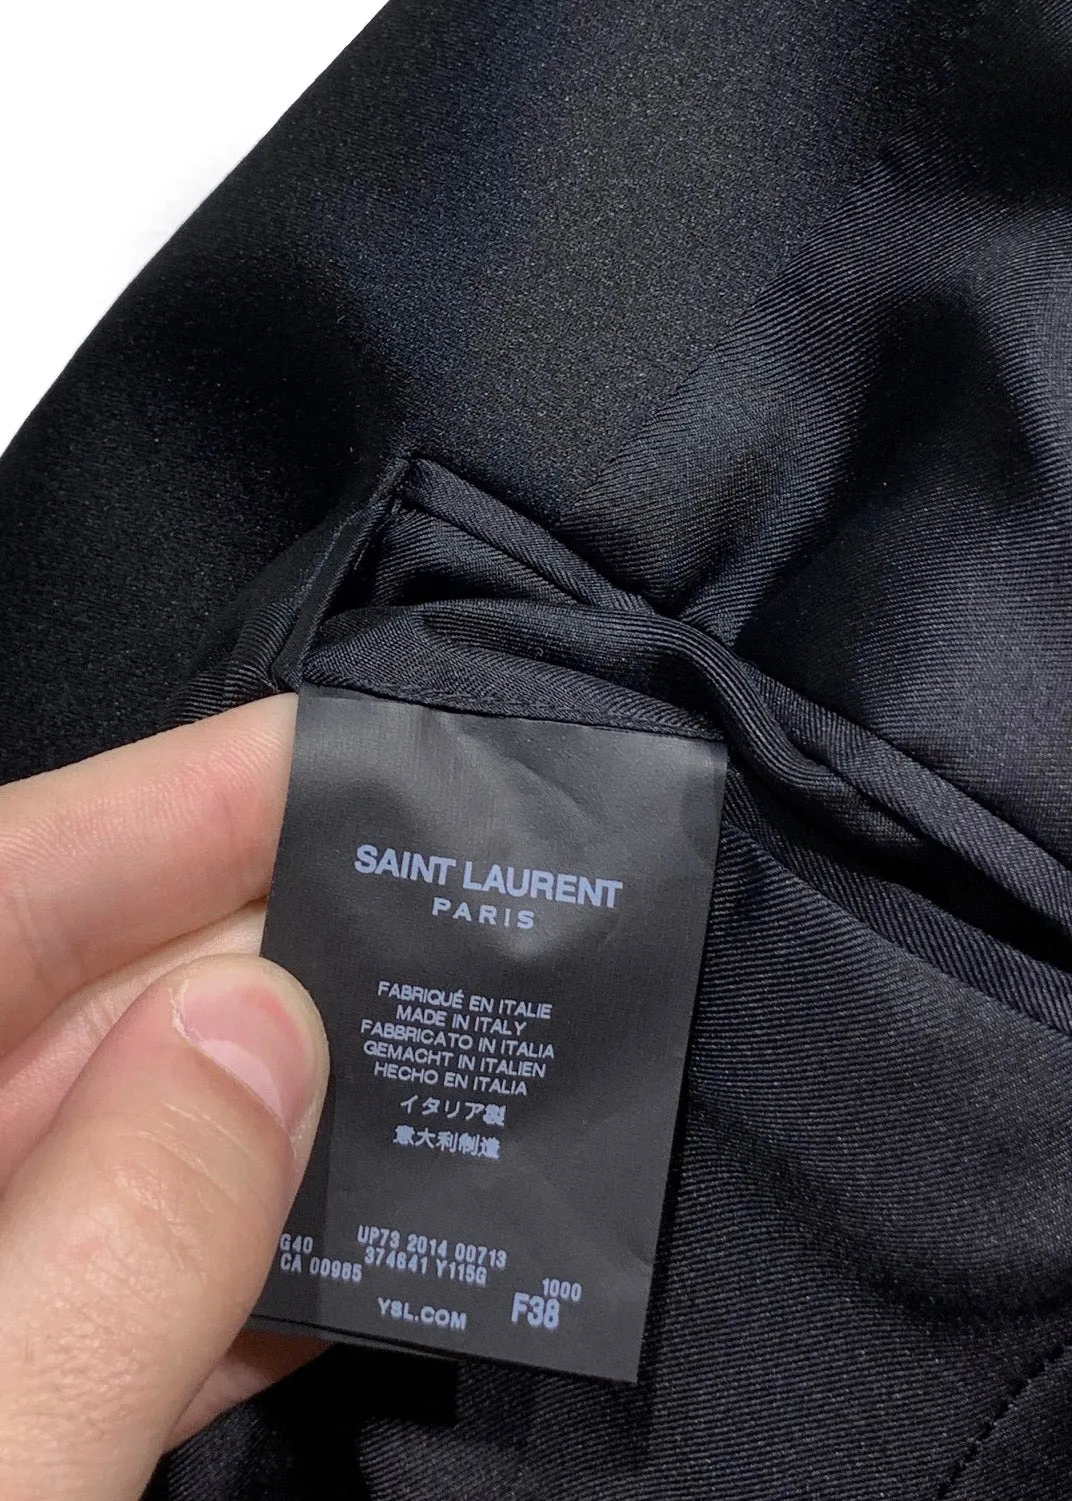 SAINT LAURENT
PARIS
FABRIQUÉ EN ITALIE
MADE IN ITALY
FABBRICATO IN ITALIA
GEMACHT IN ITALIEN
HECHO EN ITALIA
イタリア製
意大利制造
G40 UP73 2014 00713
CA 00985 374641 Y115G
1000
YSL.COM F38